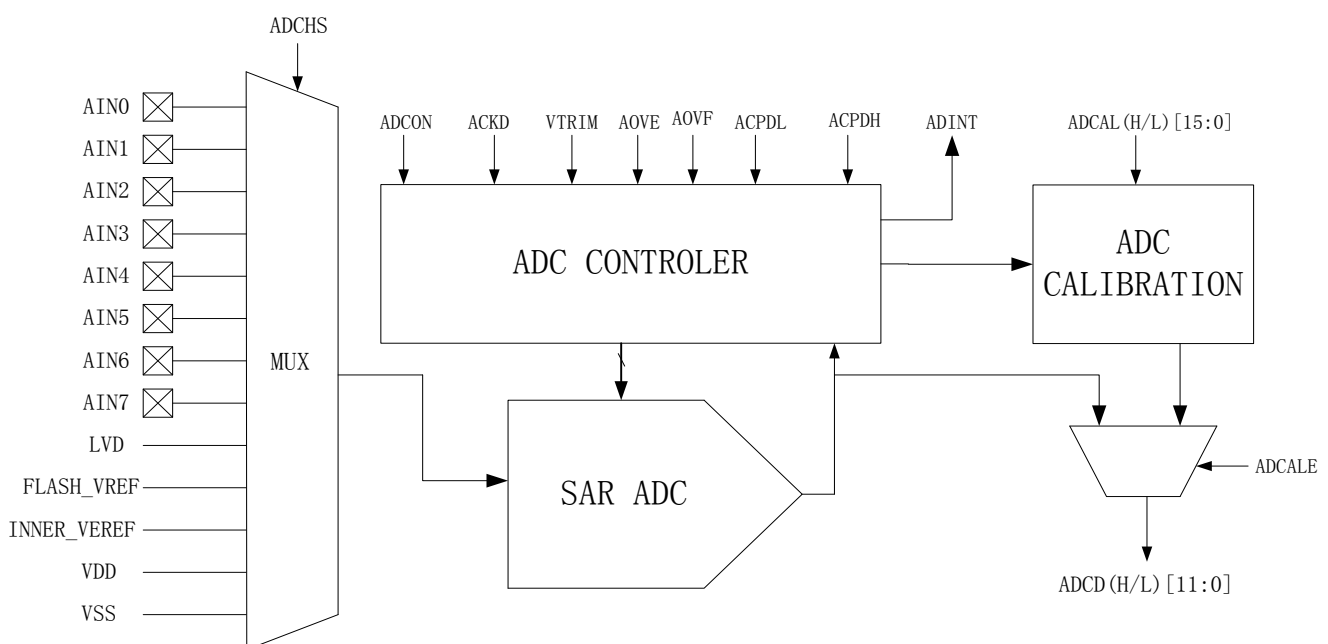 ADCHS
AIN0
AIN1
AIN2
AIN3
AIN4
AIN5
AIN6
AIN7
LVD
FLASH_VREF
INNER_VEREF
VDD
VSS
MUX
ADCON
ACKD
VTRIM
AOVE
AOVF
ACPDL
ACPDH
ADINT
ADC CONTROLER
SAR ADC
ADCAL(H/L)[15:0]
ADC
CALIBRATION
ADCALE
ADCD(H/L)[11:0]